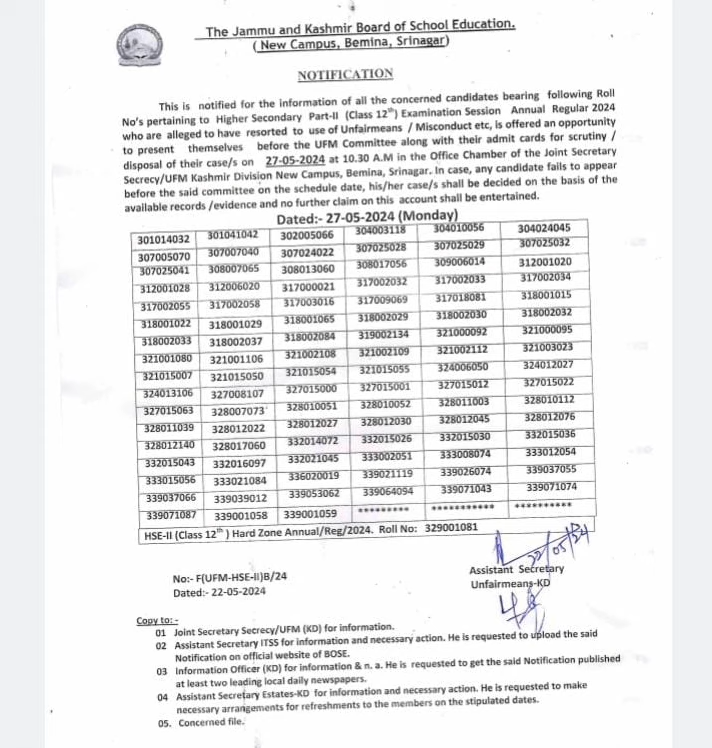 The Jammu and Kashmir Board of School Education.
( New Campus, Bemina, Srinagar)
NOTIFICATION
This is notified for the information of all the concerned candidates bearing following Roll
No's pertaining to Higher Secondary Part-II (Class 12th) Examination Session Annual Regular 2024
who are alleged to have resorted to use of Unfairmeans / Misconduct etc, is offered an opportunity
to present themselves before the UFM Committee along with their admit cards for scrutiny /
disposal of their case/s on 27-05-2024 at 10.30 A.M in the Office Chamber of the Joint Secretary
Secrecy/UFM Kashmir Division New Campus, Bemina, Srinagar. In case, any candidate fails to appear
before the said committee on the schedule date, his/her case/s shall be decided on the basis of the
available records /evidence and no further claim on this account shall be entertained.
Dated:- 27-05-2024 (Monday)
301014032 301041042 302005066 304003118 304010056 304024045
307005070 307007040 307024022 307025028 307025029 307025032
307025041 308007065 308013060 308017056 309006014 312001020
312001028 312006020 317000021 317002032 317002033 317002034
317002055 317002058 317003016 317009069 317018081 318001015
318001022 318001029 318001065 318002029 318002030 318002032
318002033 318002037 318002084 319002134 321000092 321000095
321001080 321001106 321002108 321002109 321002112 321003023
321015007 321015050 321015054 321015055 324006050 324012027
324013106 327008107 327015000 327015001 327015012 327015022
327015063 328007073 328010051 328010052 328011003 328010112
328011039 328012022 328012027 328012030 328012045 328012076
328012140 328017060 332014072 332015026 332015030 332015036
332015043 332016097 332021045 333002051 333008074 333012054
333015056 333021084 336020019 339021119 339026074 339037055
339037066 339039012 339053062 339064094 339071043 339071074
339071087 339001058 339001059 ********* *********** **********
HSE-II (Class 12th ) Hard Zone Annual/Reg/2024. Roll No: 329001081
22/05/24
No:- F(UFM-HSE-II)B/24
Dated:- 22-05-2024
Assistant Secretary
Unfairmeans-KD
Copy to: -
01 Joint Secretary Secrecy/UFM (KD) for information.
02 Assistant Secretary ITSS for information and necessary action. He is requested to upload the said
Notification on official website of BOSE.
03 Information Officer (KD) for information & n. a. He is requested to get the said Notification published
at least two leading local daily newspapers.
04 Assistant Secretary Estates-KD for information and necessary action. He is requested to make
necessary arrangements for refreshments to the members on the stipulated dates.
05. Concerned file.